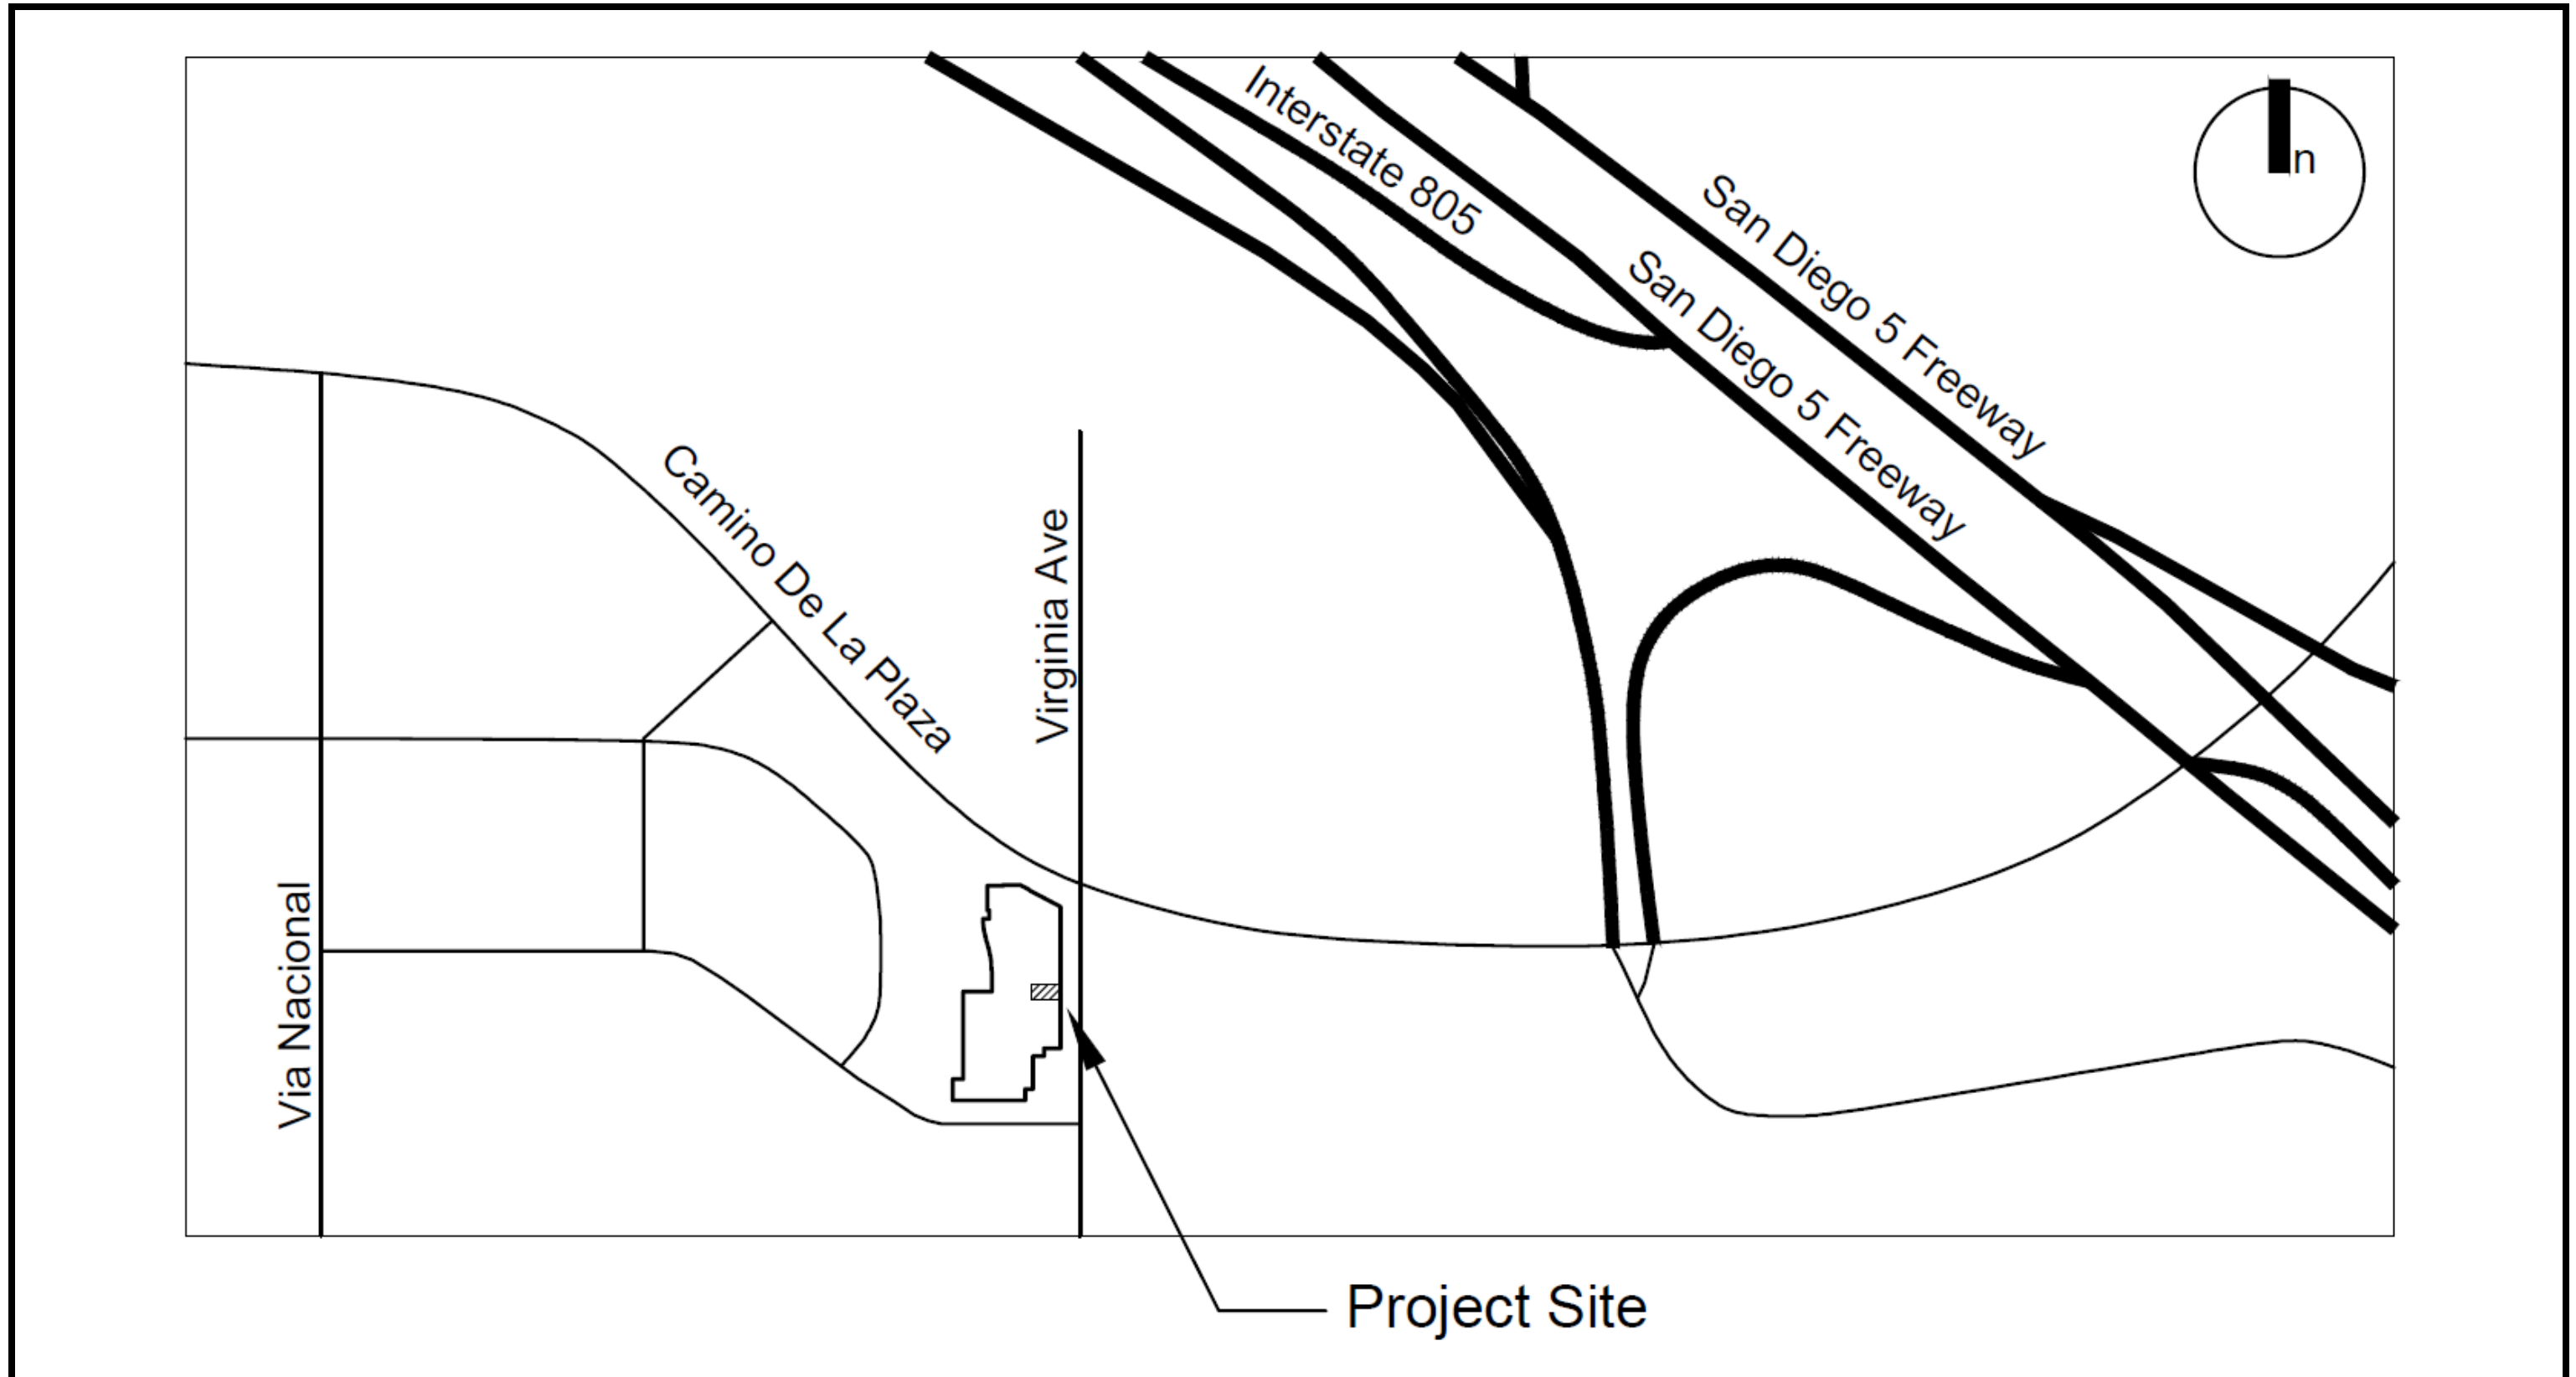 Interstate 805
San Diego 5 Freeway
n
San Diego 5 Freeway
Camino De La Plaza
Virginia Ave
Via Nacional
Project Site